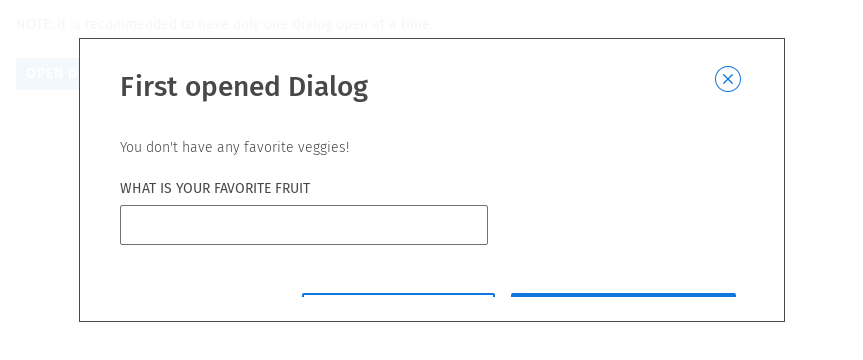 NOTE: It is recommended to have only one Dialog open at a time.
OPEN D
First opened Dialog
You don't have any favorite veggies!
WHAT IS YOUR FAVORITE FRUIT